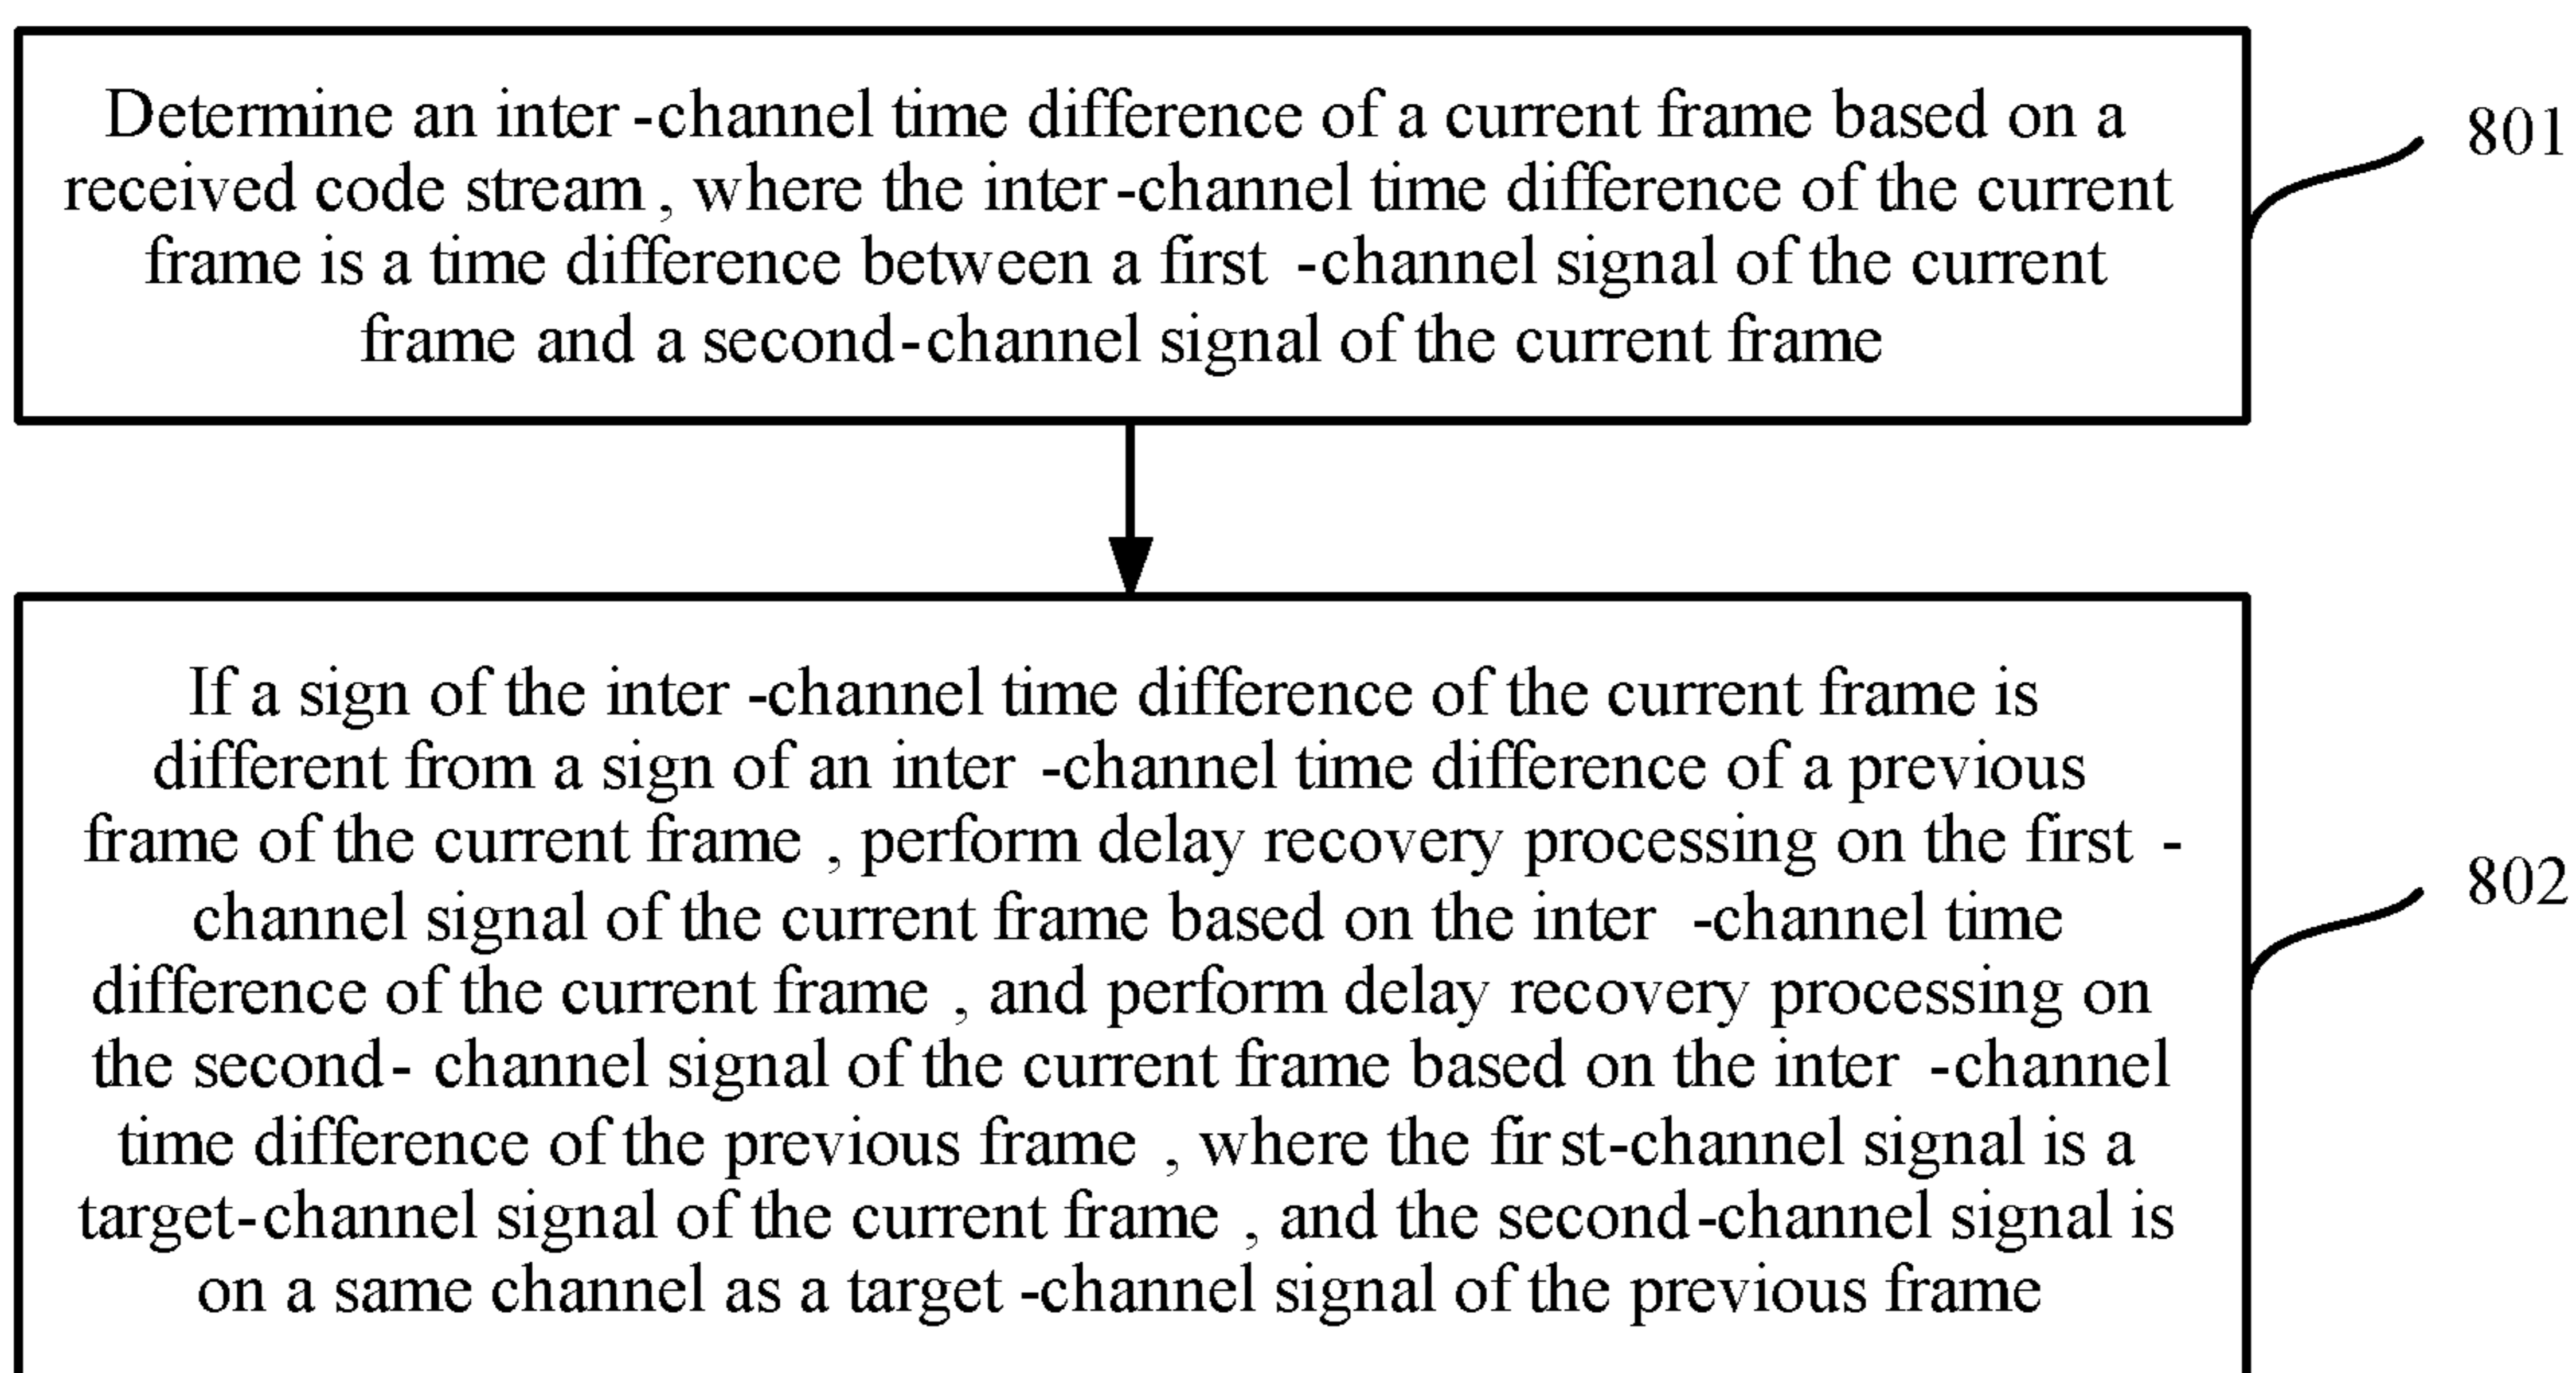 Determine an inter-channel time difference of a current frame based on a
received code stream, where the inter-channel time difference of the current
frame is a time difference between a first -channel signal of the current
frame and a second-channel signal of the current frame
801
If a sign of the inter -channel time difference of the current frame is
different from a sign of an inter -channel time difference of a previous
frame of the current frame , perform delay recovery processing on the first -
channel signal of the current frame based on the inter -channel time
difference of the current frame , and perform delay recovery processing on
the second- channel signal of the current frame based on the inter -channel
time difference of the previous frame , where the first-channel signal is a
target-channel signal of the current frame , and the second-channel signal is
on a same channel as a target -channel signal of the previous frame
802